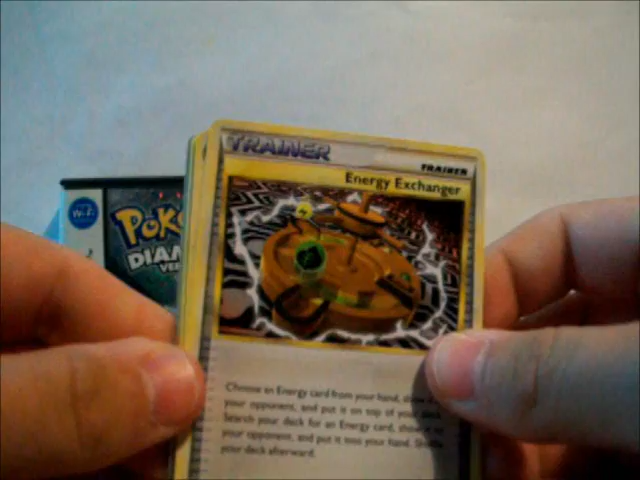 TRAINER
TRAINER
Energy Exchanger
Choose an Energy card from your hand, show it
your opponent, and put it on top of your deck.
Search your deck for an Energy card, show it to
your opponent, and put it into your hand. Shuffle
your deck afterward.
POK
DIAM
VER